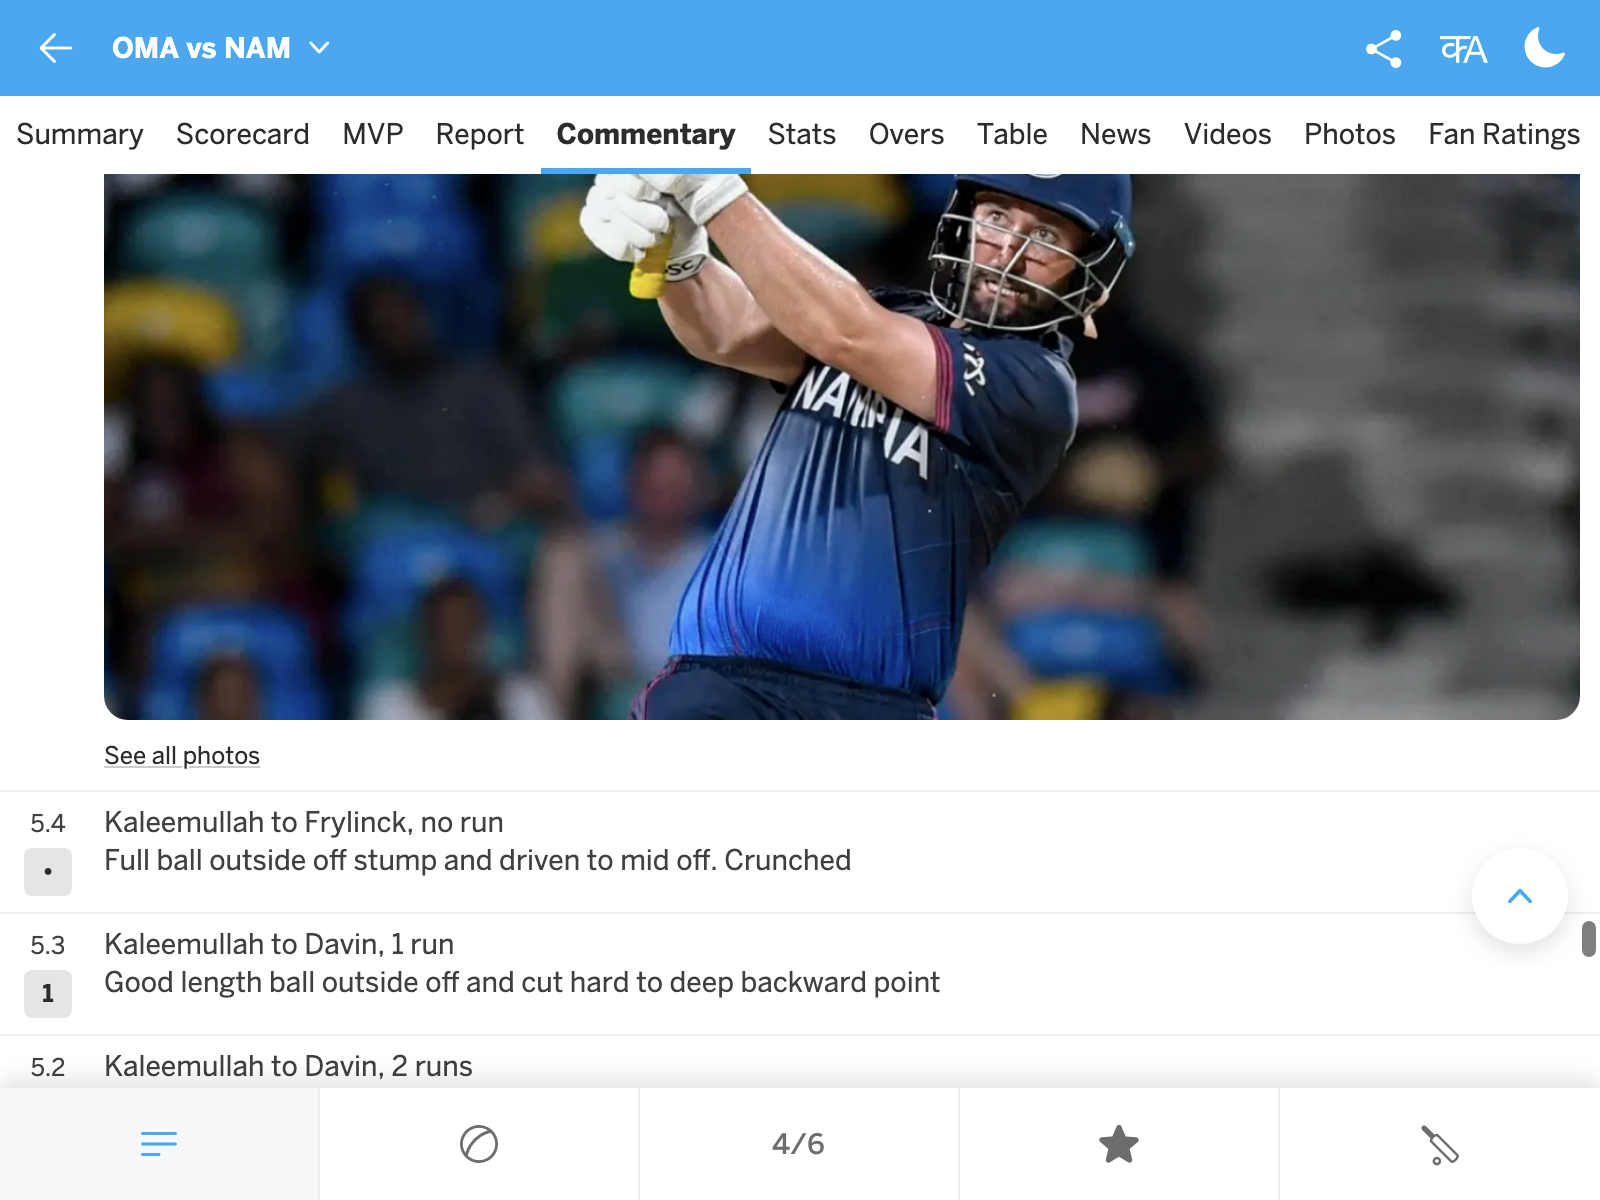 OMA vs NAM
कA
Summary Scorecard MVP Report Commentary Stats Overs Table News Videos Photos Fan Ratings
SC
NAMIBIA
See all photos
5.4 Kaleemullah to Frylinck, no run
• Full ball outside off stump and driven to mid off. Crunched
5.3 Kaleemullah to Davin, 1 run
1 Good length ball outside off and cut hard to deep backward point
5.2 Kaleemullah to Davin, 2 runs
4/6